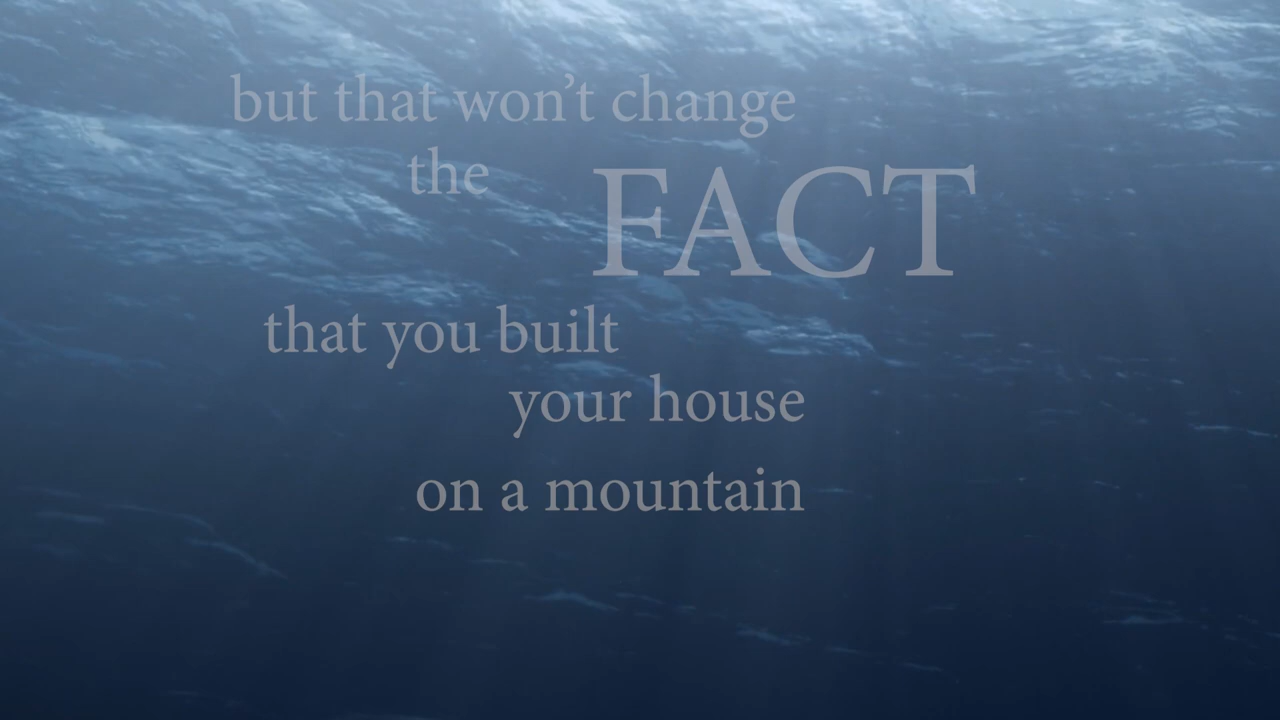 but that won’t change
the FACT
that you built
your house
on a mountain